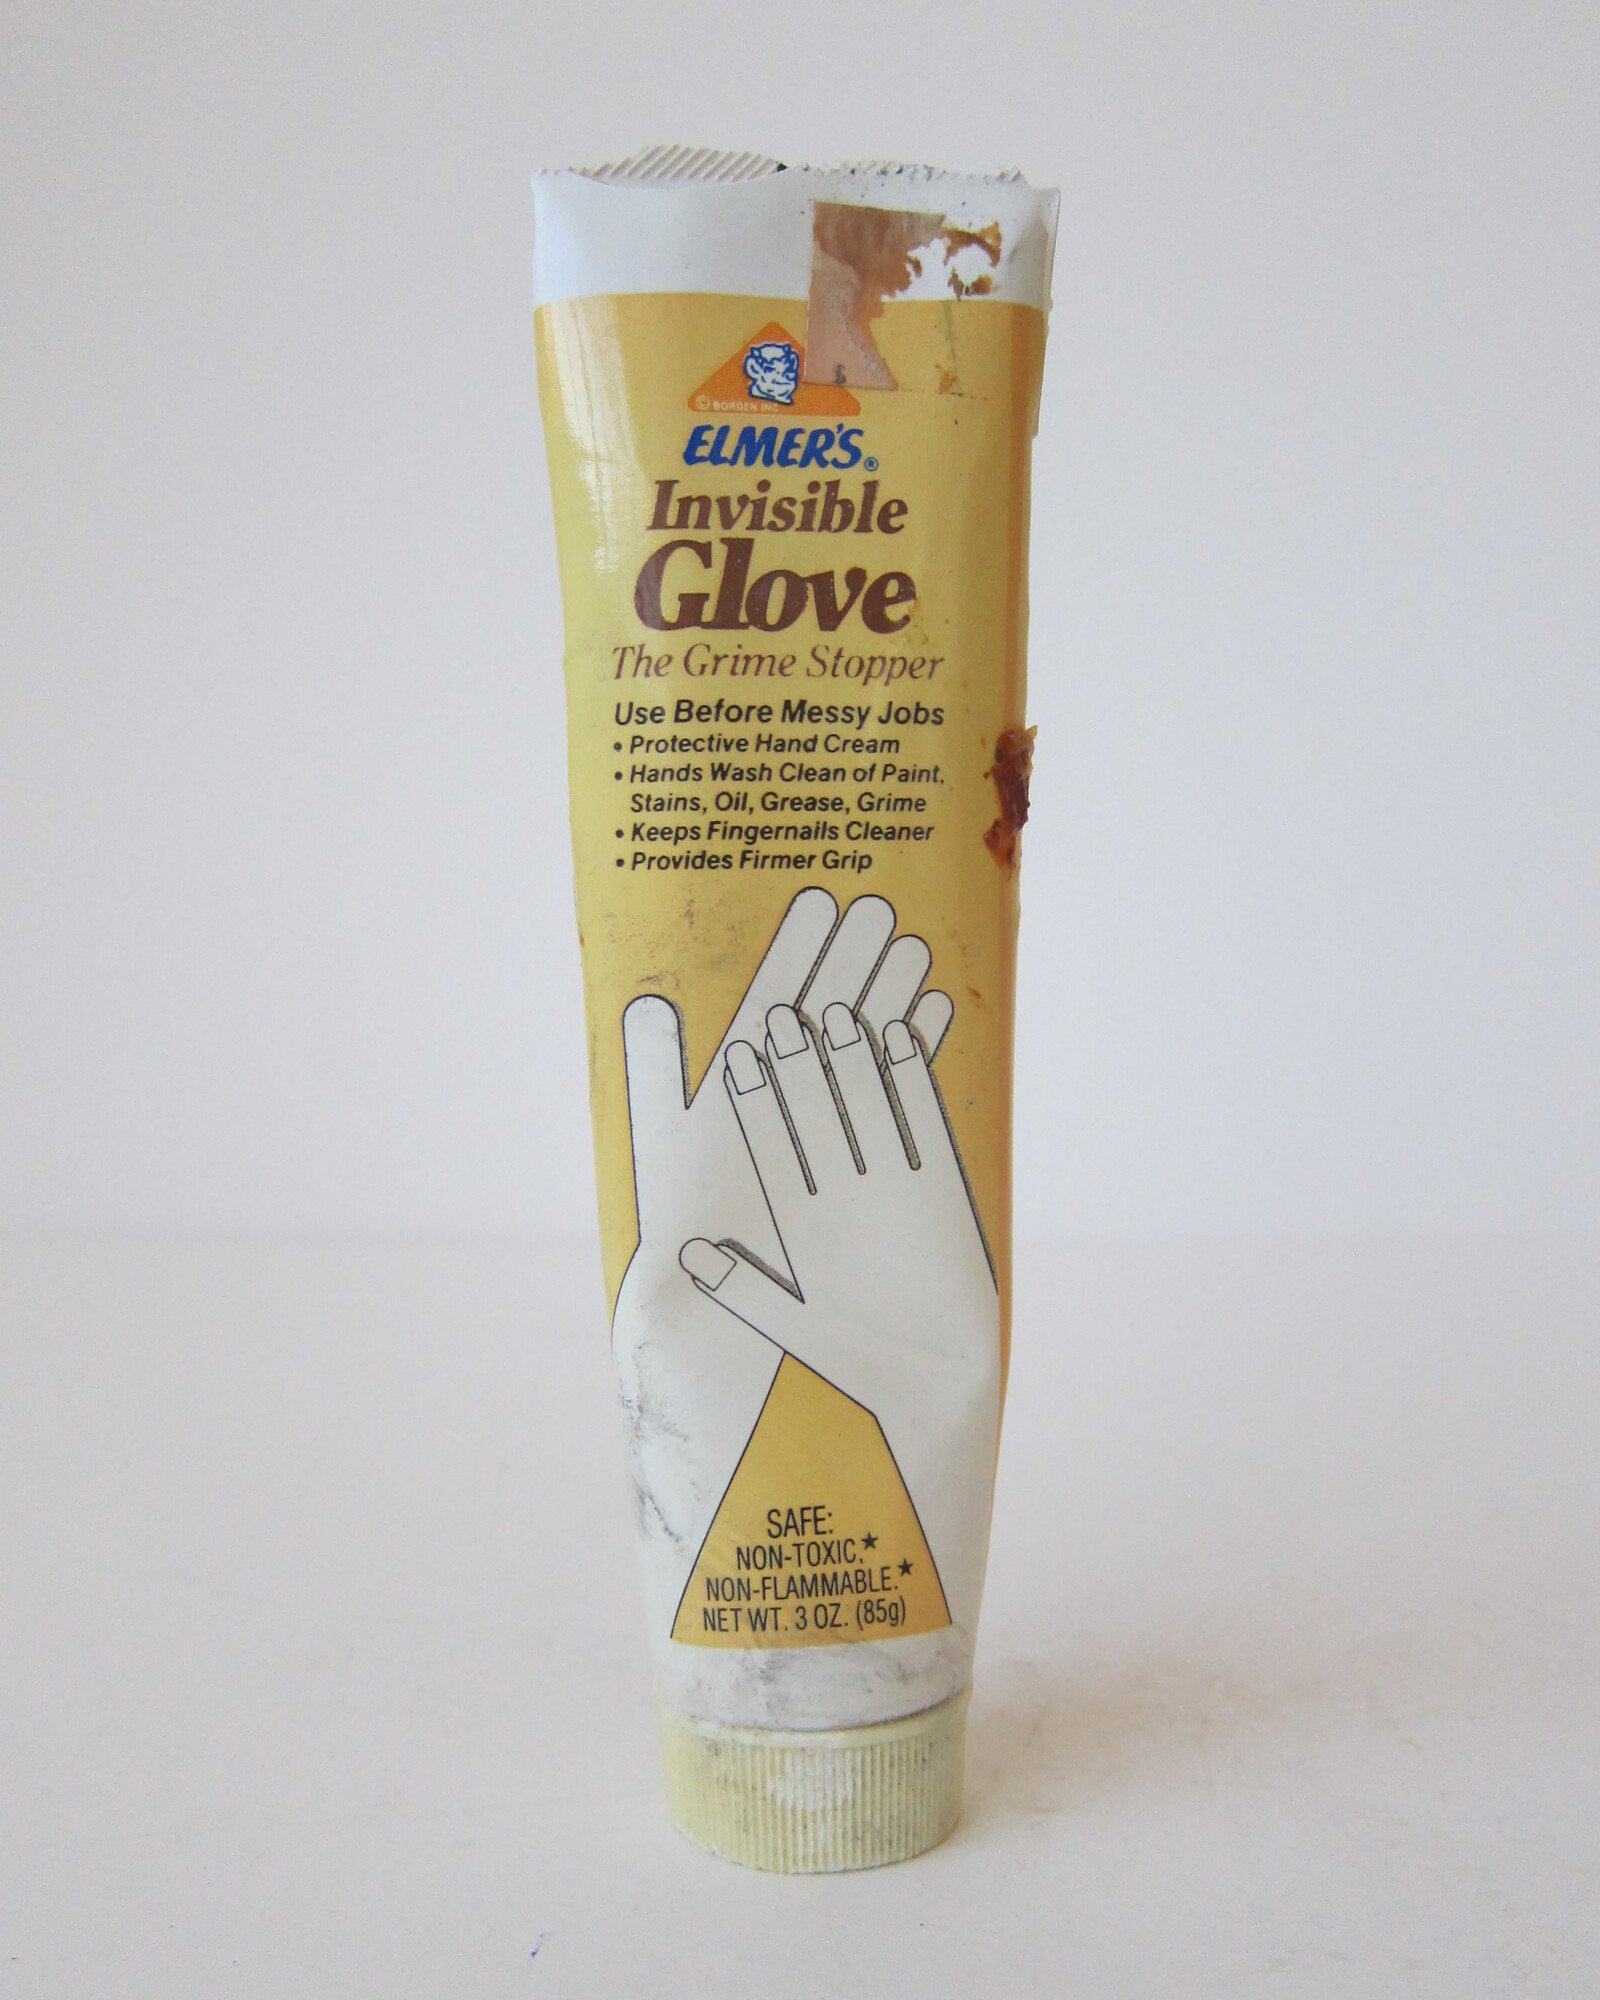 © BORDEN INC
ELMER'S®
Invisible
Glove
The Grime Stopper
Use Before Messy Jobs
• Protective Hand Cream
• Hands Wash Clean of Paint,
Stains, Oil, Grease, Grime
• Keeps Fingernails Cleaner
• Provides Firmer Grip
SAFE:
NON-TOXIC.★
NON-FLAMMABLE.★
NET WT. 3 OZ. (85g)